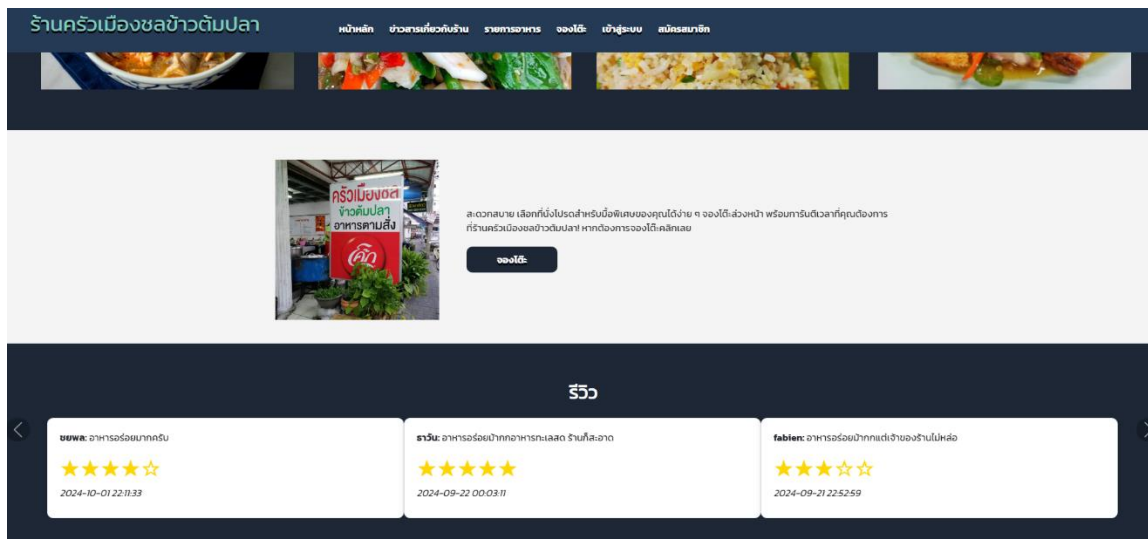 ร้านครัวเมืองชลข้าวต้มปลา
หน้าหลัก ข่าวสารเกี่ยวกับร้าน รายการอาหาร จองโต๊ะ เข้าสู่ระบบ สมัครสมาชิก
ครัวเมืองชล
ข้าวต้มปลา
อาหารตามสั่ง
โค้ก
สะดวกสบาย เลือกที่นั่งโปรดสำหรับมื้อพิเศษของคุณได้ง่าย ๆ จองโต๊ะล่วงหน้า พร้อมการันตีเวลาที่คุณต้องการ
ที่ร้านครัวเมืองชลข้าวต้มปลา! หากต้องการจองโต๊ะคลิกเลย
จองโต๊ะ
รีวิว
ชยพล: อาหารอร่อยมากครับ
2024-10-01 22:11:33
ธาวัน: อาหารอร่อยม้ากกอาหารทะเลสด ร้านก็สะอาด
2024-09-22 00:03:11
fabien: อาหารอร่อยม้ากกแต่เจ้าของร้านไม่หล่อ
2024-09-21 22:52:59